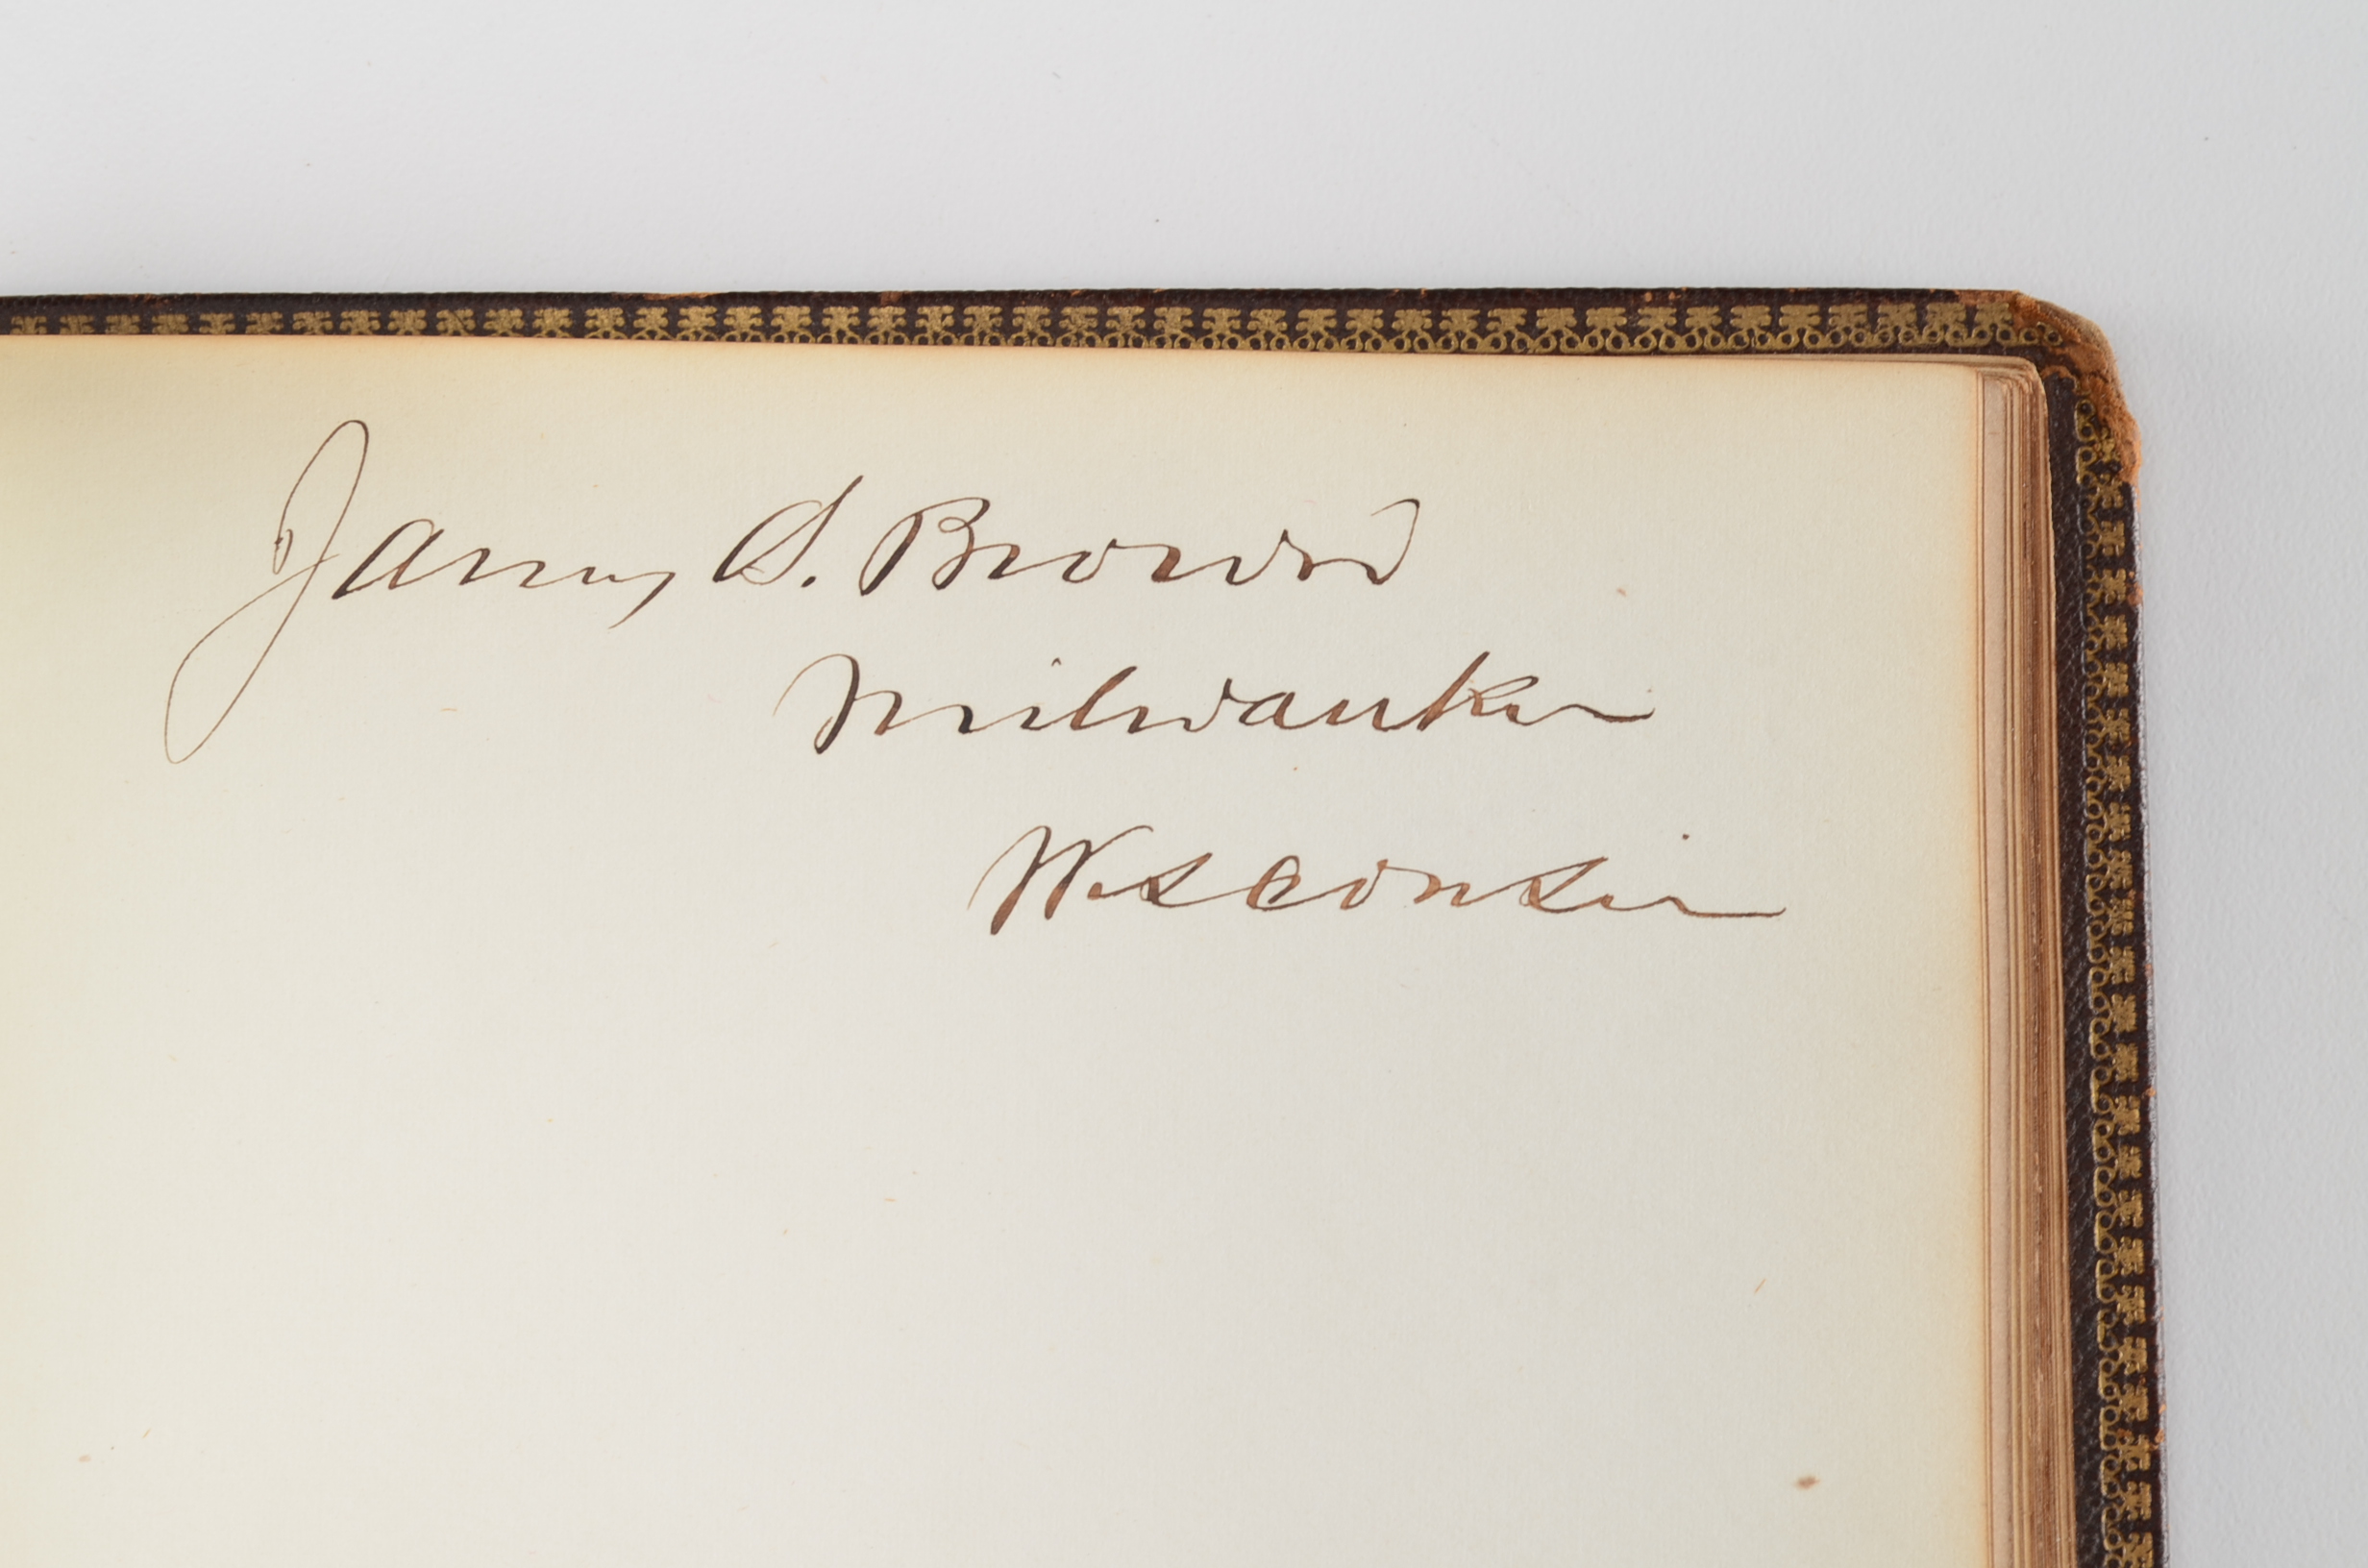 James S. Brown
Milwaukee
Wisconsin